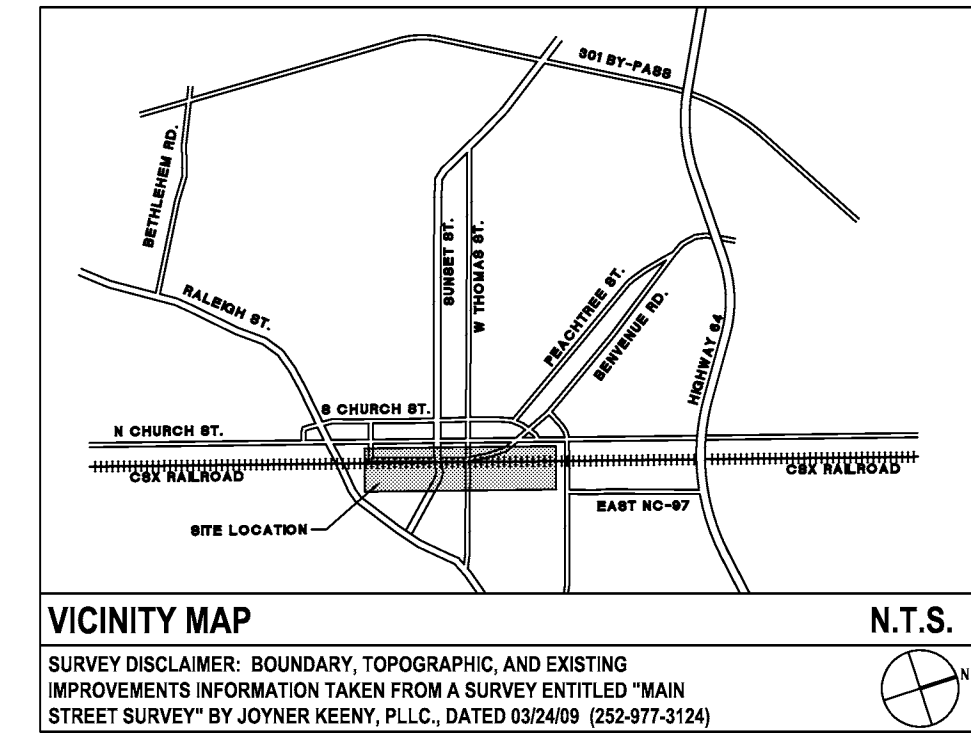 301 BY-PASS
BETHLEHEM RD.
SUNSET ST.
W THOMAS ST.
RALEIGH ST.
PEACHTREE ST.
BENVENUE RD.
HIGHWAY 64
S CHURCH ST.
N CHURCH ST.
CSX RAILROAD
CSX RAILROAD
EAST NC-97
SITE LOCATION
VICINITY MAP
N.T.S.
SURVEY DISCLAIMER: BOUNDARY, TOPOGRAPHIC, AND EXISTING
IMPROVEMENTS INFORMATION TAKEN FROM A SURVEY ENTITLED "MAIN
STREET SURVEY" BY JOYNER KEENY, PLLC., DATED 03/24/09 (252-977-3124)
N